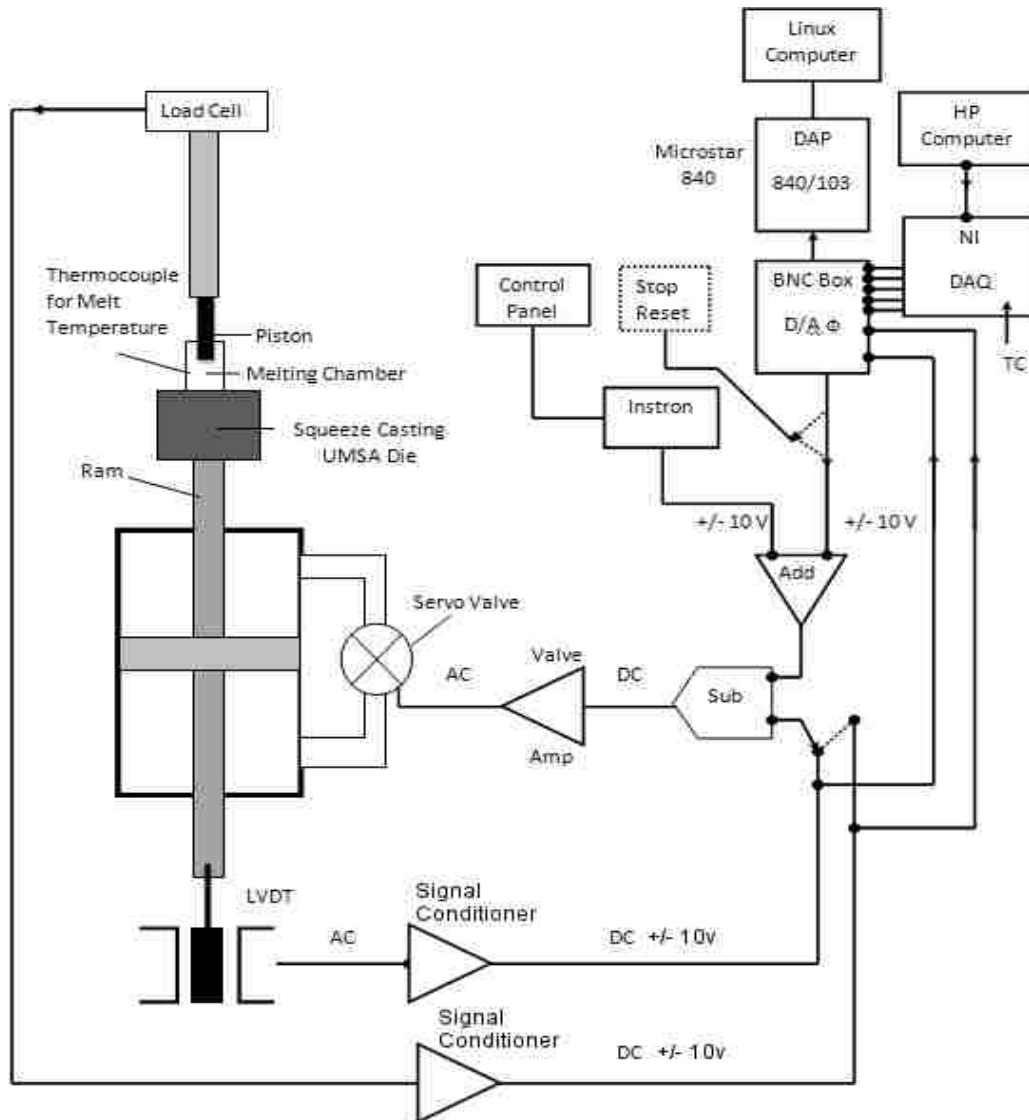 Linux
Computer
Load Cell
HP
Computer
DAP
840/103
Microstar
840
NI
DAQ
TC
Thermocouple
for Melt
Temperature
Control
Panel
Stop
Reset
BNC Box
D/A Φ
Piston
Melting Chamber
Instron
Squeeze Casting
UMSA Die
Ram
+/- 10 V
+/- 10 V
Add
Servo Valve
Valve
AC
DC
Sub
Amp
LVDT
Signal
Conditioner
AC
DC +/- 10v
Signal
Conditioner
DC +/- 10v